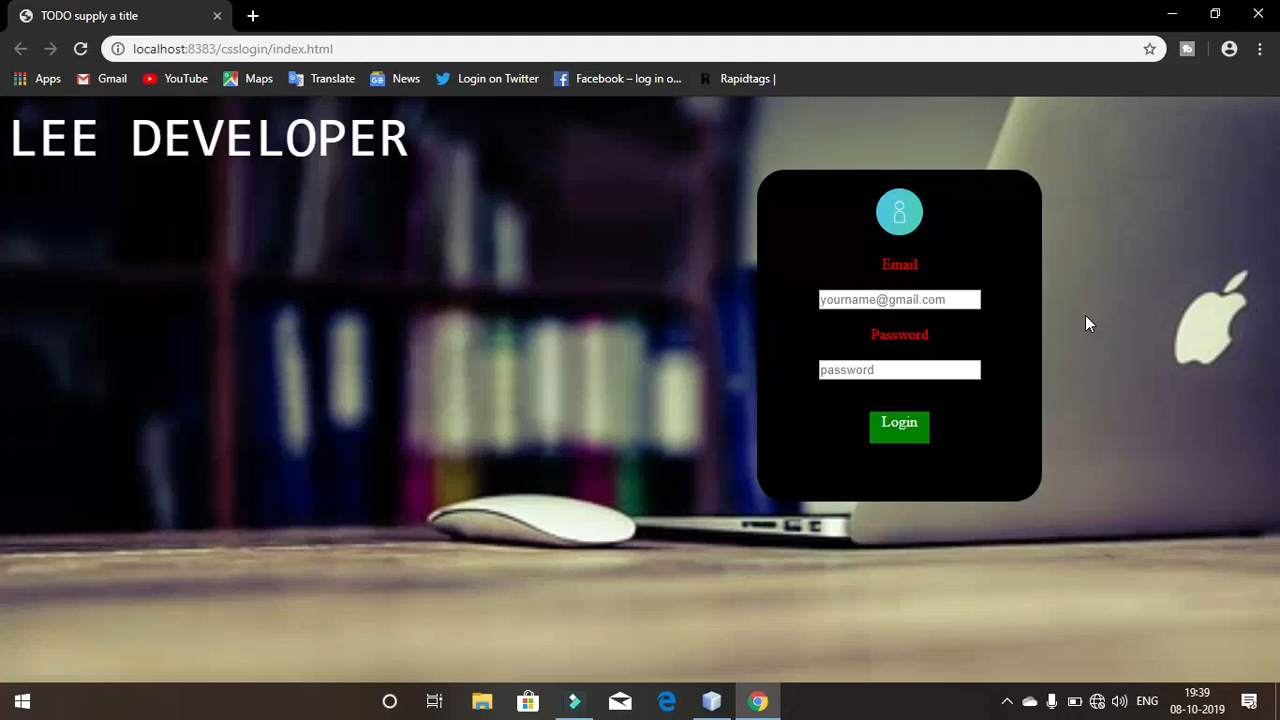 TODO supply a title
localhost:8383/csslogin/index.html
Apps Gmail YouTube Maps Translate News Login on Twitter Facebook – log in o... Rapidtags |
LEE DEVELOPER
Email
yourname@gmail.com
Password
password
Login
ENG
19:39
08-10-2019